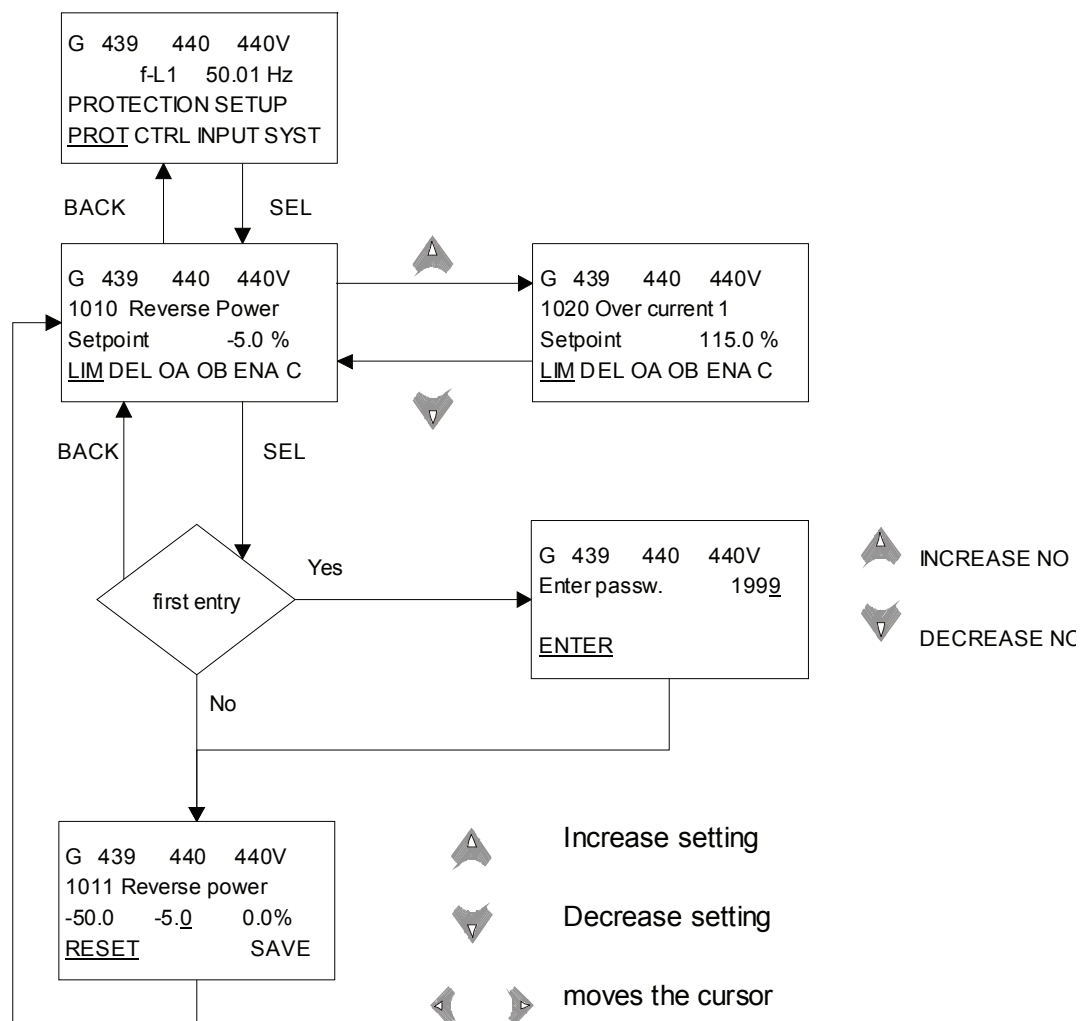 G 439 440 440V
f-L1 50.01 Hz
PROTECTION SETUP
PROT CTRL INPUT SYST
BACK
SEL
G 439 440 440V
1010 Reverse Power
Setpoint -5.0 %
LIM DEL OA OB ENA C
G 439 440 440V
1020 Over current 1
Setpoint 115.0 %
LIM DEL OA OB ENA C
BACK
SEL
first entry
Yes
No
G 439 440 440V
Enter passw. 1999
ENTER
INCREASE NO
DECREASE NO
G 439 440 440V
1011 Reverse power
-50.0 -5.0 0.0%
RESET SAVE
Increase setting
Decrease setting
moves the cursor